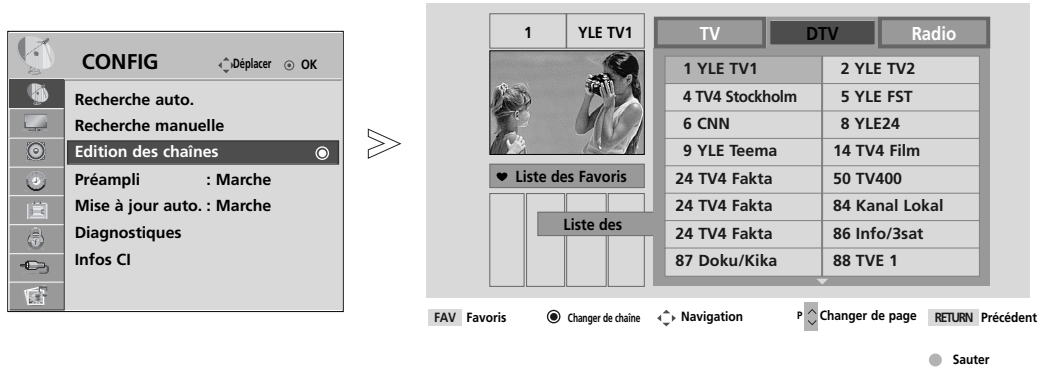 CONFIG
Déplacer OK
Recherche auto.
Recherche manuelle
Edition des chaînes
Préampli : Marche
Mise à jour auto. : Marche
Diagnostiques
Infos CI
1 YLE TV1
Liste des Favoris
Liste des
TV DTV Radio
1 YLE TV1 2 YLE TV2
4 TV4 Stockholm 5 YLE FST
6 CNN 8 YLE24
9 YLE Teema 14 TV4 Film
24 TV4 Fakta 50 TV400
24 TV4 Fakta 84 Kanal Lokal
24 TV4 Fakta 86 Info/3sat
87 Doku/Kika 88 TVE 1
FAV Favoris Changer de chaîne Navigation P Changer de page RETURN Précédent
Sauter